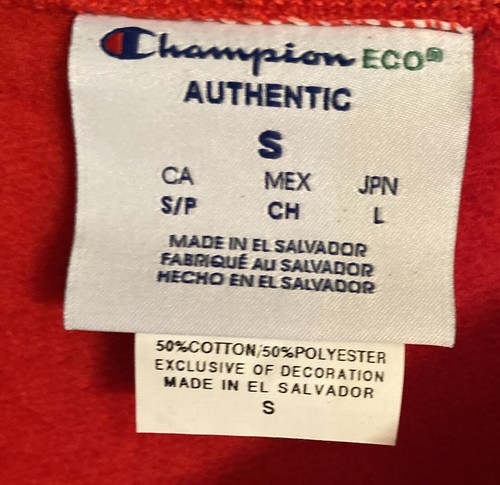 Champion ECO®
AUTHENTIC
S
CA MEX JPN
S/P CH L
MADE IN EL SALVADOR
FABRIQUÉ AU SALVADOR
HECHO EN EL SALVADOR
50%COTTON/50%POLYESTER
EXCLUSIVE OF DECORATION
MADE IN EL SALVADOR
S